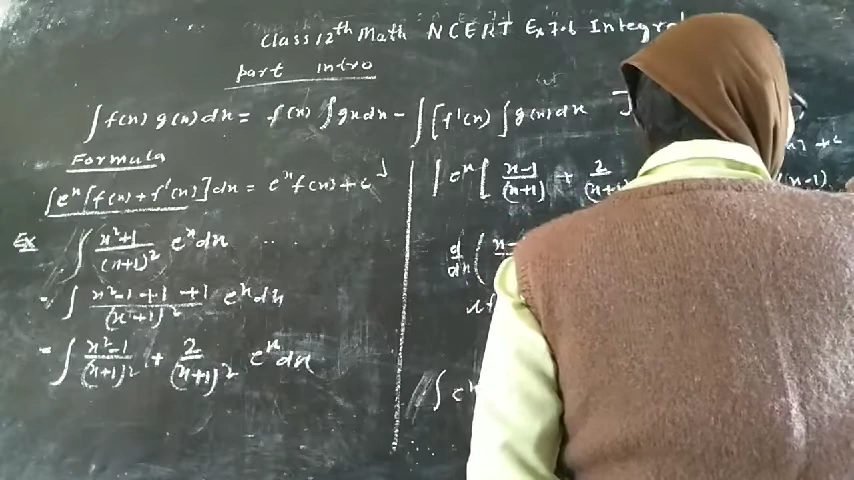 Class 12th Math NCERT Ex 7.6 Integral
part intro
∫ f(x) g(x) dx = f(x) ∫ gxdx - ∫ [f'(x) ∫ g(x) dx ]
Formula
∫ e^x [f(x) + f'(x)] dx = e^x f(x) + c
Ex ∫ (x²+1)/(x+1)² e^x dx
= ∫ (x²-1+1+1)/(x+1)² e^x dx
= ∫ (x²-1)/(x+1)² + 2/(x+1)² e^x dx
∫ e^x [ (x-1)/(x+1) + 2/(x+1)
(x-1)
d/dx (
∫ e^x